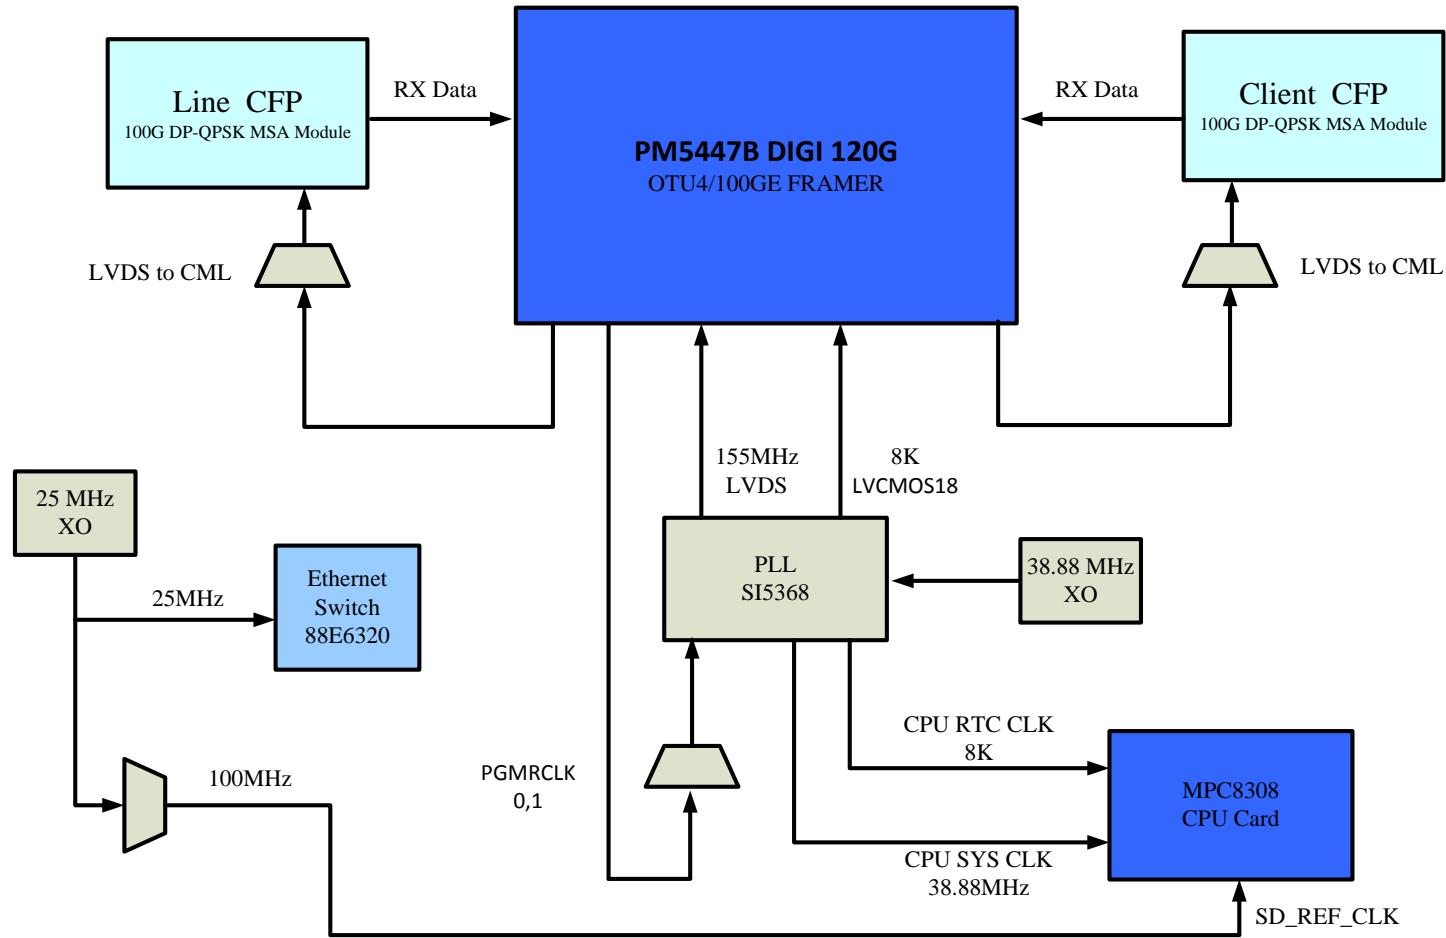 Line CFP
100G DP-QPSK MSA Module
RX Data
PM5447B DIGI 120G
OTU4/100GE FRAMER
RX Data
Client CFP
100G DP-QPSK MSA Module
LVDS to CML
LVDS to CML
155MHz
LVDS
8K
LVCMOS18
25 MHz
XO
25MHz
Ethernet
Switch
88E6320
PLL
SI5368
38.88 MHz
XO
100MHz
PGMRCLK
0,1
CPU RTC CLK
8K
CPU SYS CLK
38.88MHz
MPC8308
CPU Card
SD_REF_CLK